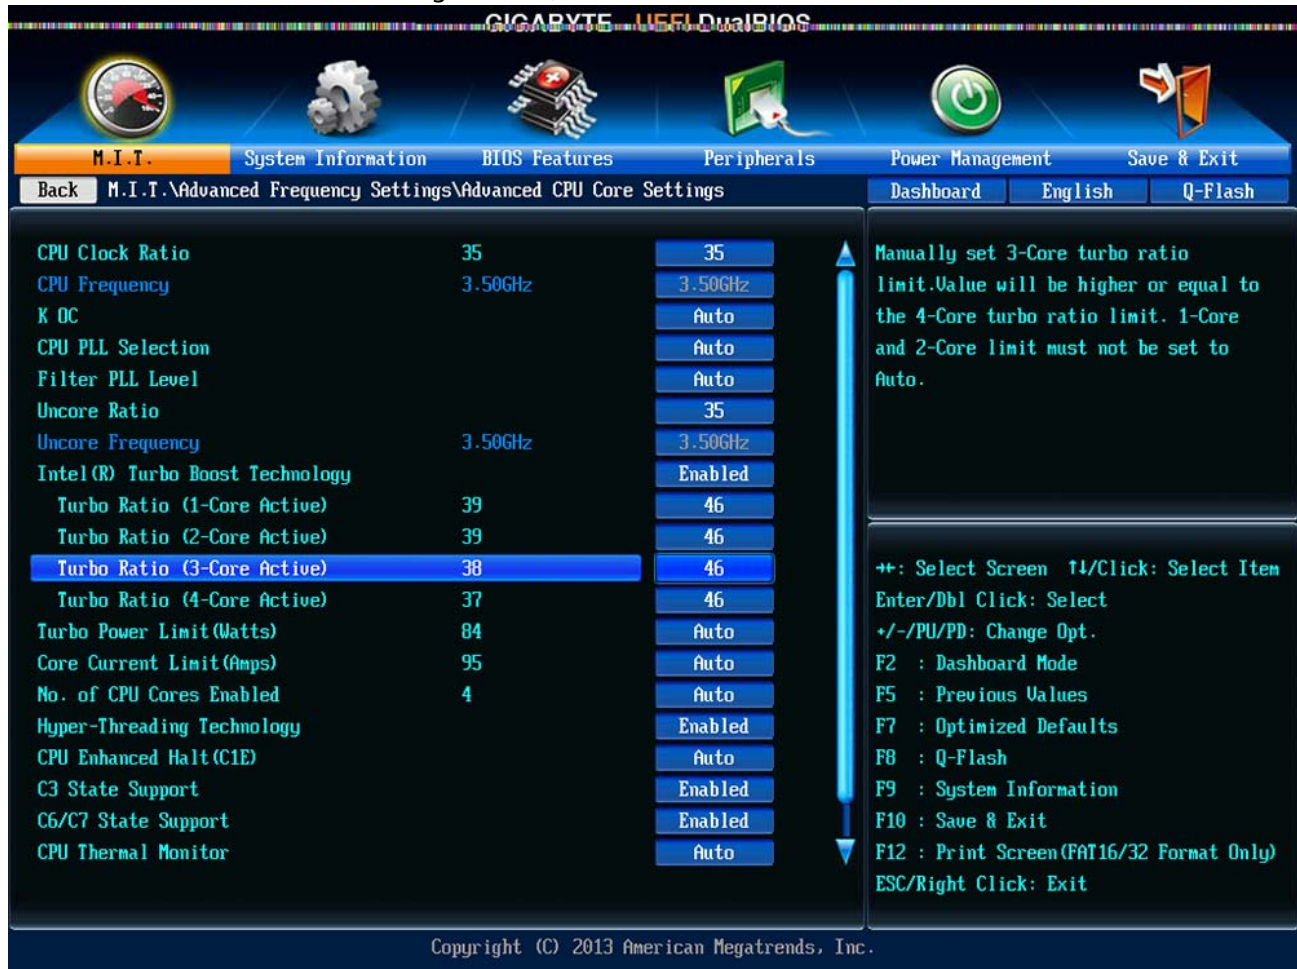 GIGABYTE - UEFI DualBIOS
M.I.T.
System Information
BIOS Features
Peripherals
Power Management
Save & Exit
Back
M.I.T.\Advanced Frequency Settings\Advanced CPU Core Settings
Dashboard
English
Q-Flash
CPU Clock Ratio 35 35
CPU Frequency 3.50GHz 3.50GHz
K OC Auto
CPU PLL Selection Auto
Filter PLL Level Auto
Uncore Ratio 35
Uncore Frequency 3.50GHz 3.50GHz
Intel(R) Turbo Boost Technology Enabled
Turbo Ratio (1-Core Active) 39 46
Turbo Ratio (2-Core Active) 39 46
Turbo Ratio (3-Core Active) 38 46
Turbo Ratio (4-Core Active) 37 46
Turbo Power Limit(Watts) 84 Auto
Core Current Limit(Amps) 95 Auto
No. of CPU Cores Enabled 4 Auto
Hyper-Threading Technology Enabled
CPU Enhanced Halt(C1E) Auto
C3 State Support Enabled
C6/C7 State Support Enabled
CPU Thermal Monitor Auto
Manually set 3-Core turbo ratio
limit.Value will be higher or equal to
the 4-Core turbo ratio limit. 1-Core
and 2-Core limit must not be set to
Auto.
→←: Select Screen ↑↓/Click: Select Item
Enter/Dbl Click: Select
+/-/PU/PD: Change Opt.
F2 : Dashboard Mode
F5 : Previous Values
F7 : Optimized Defaults
F8 : Q-Flash
F9 : System Information
F10 : Save & Exit
F12 : Print Screen(FAT16/32 Format Only)
ESC/Right Click: Exit
Copyright (C) 2013 American Megatrends, Inc.